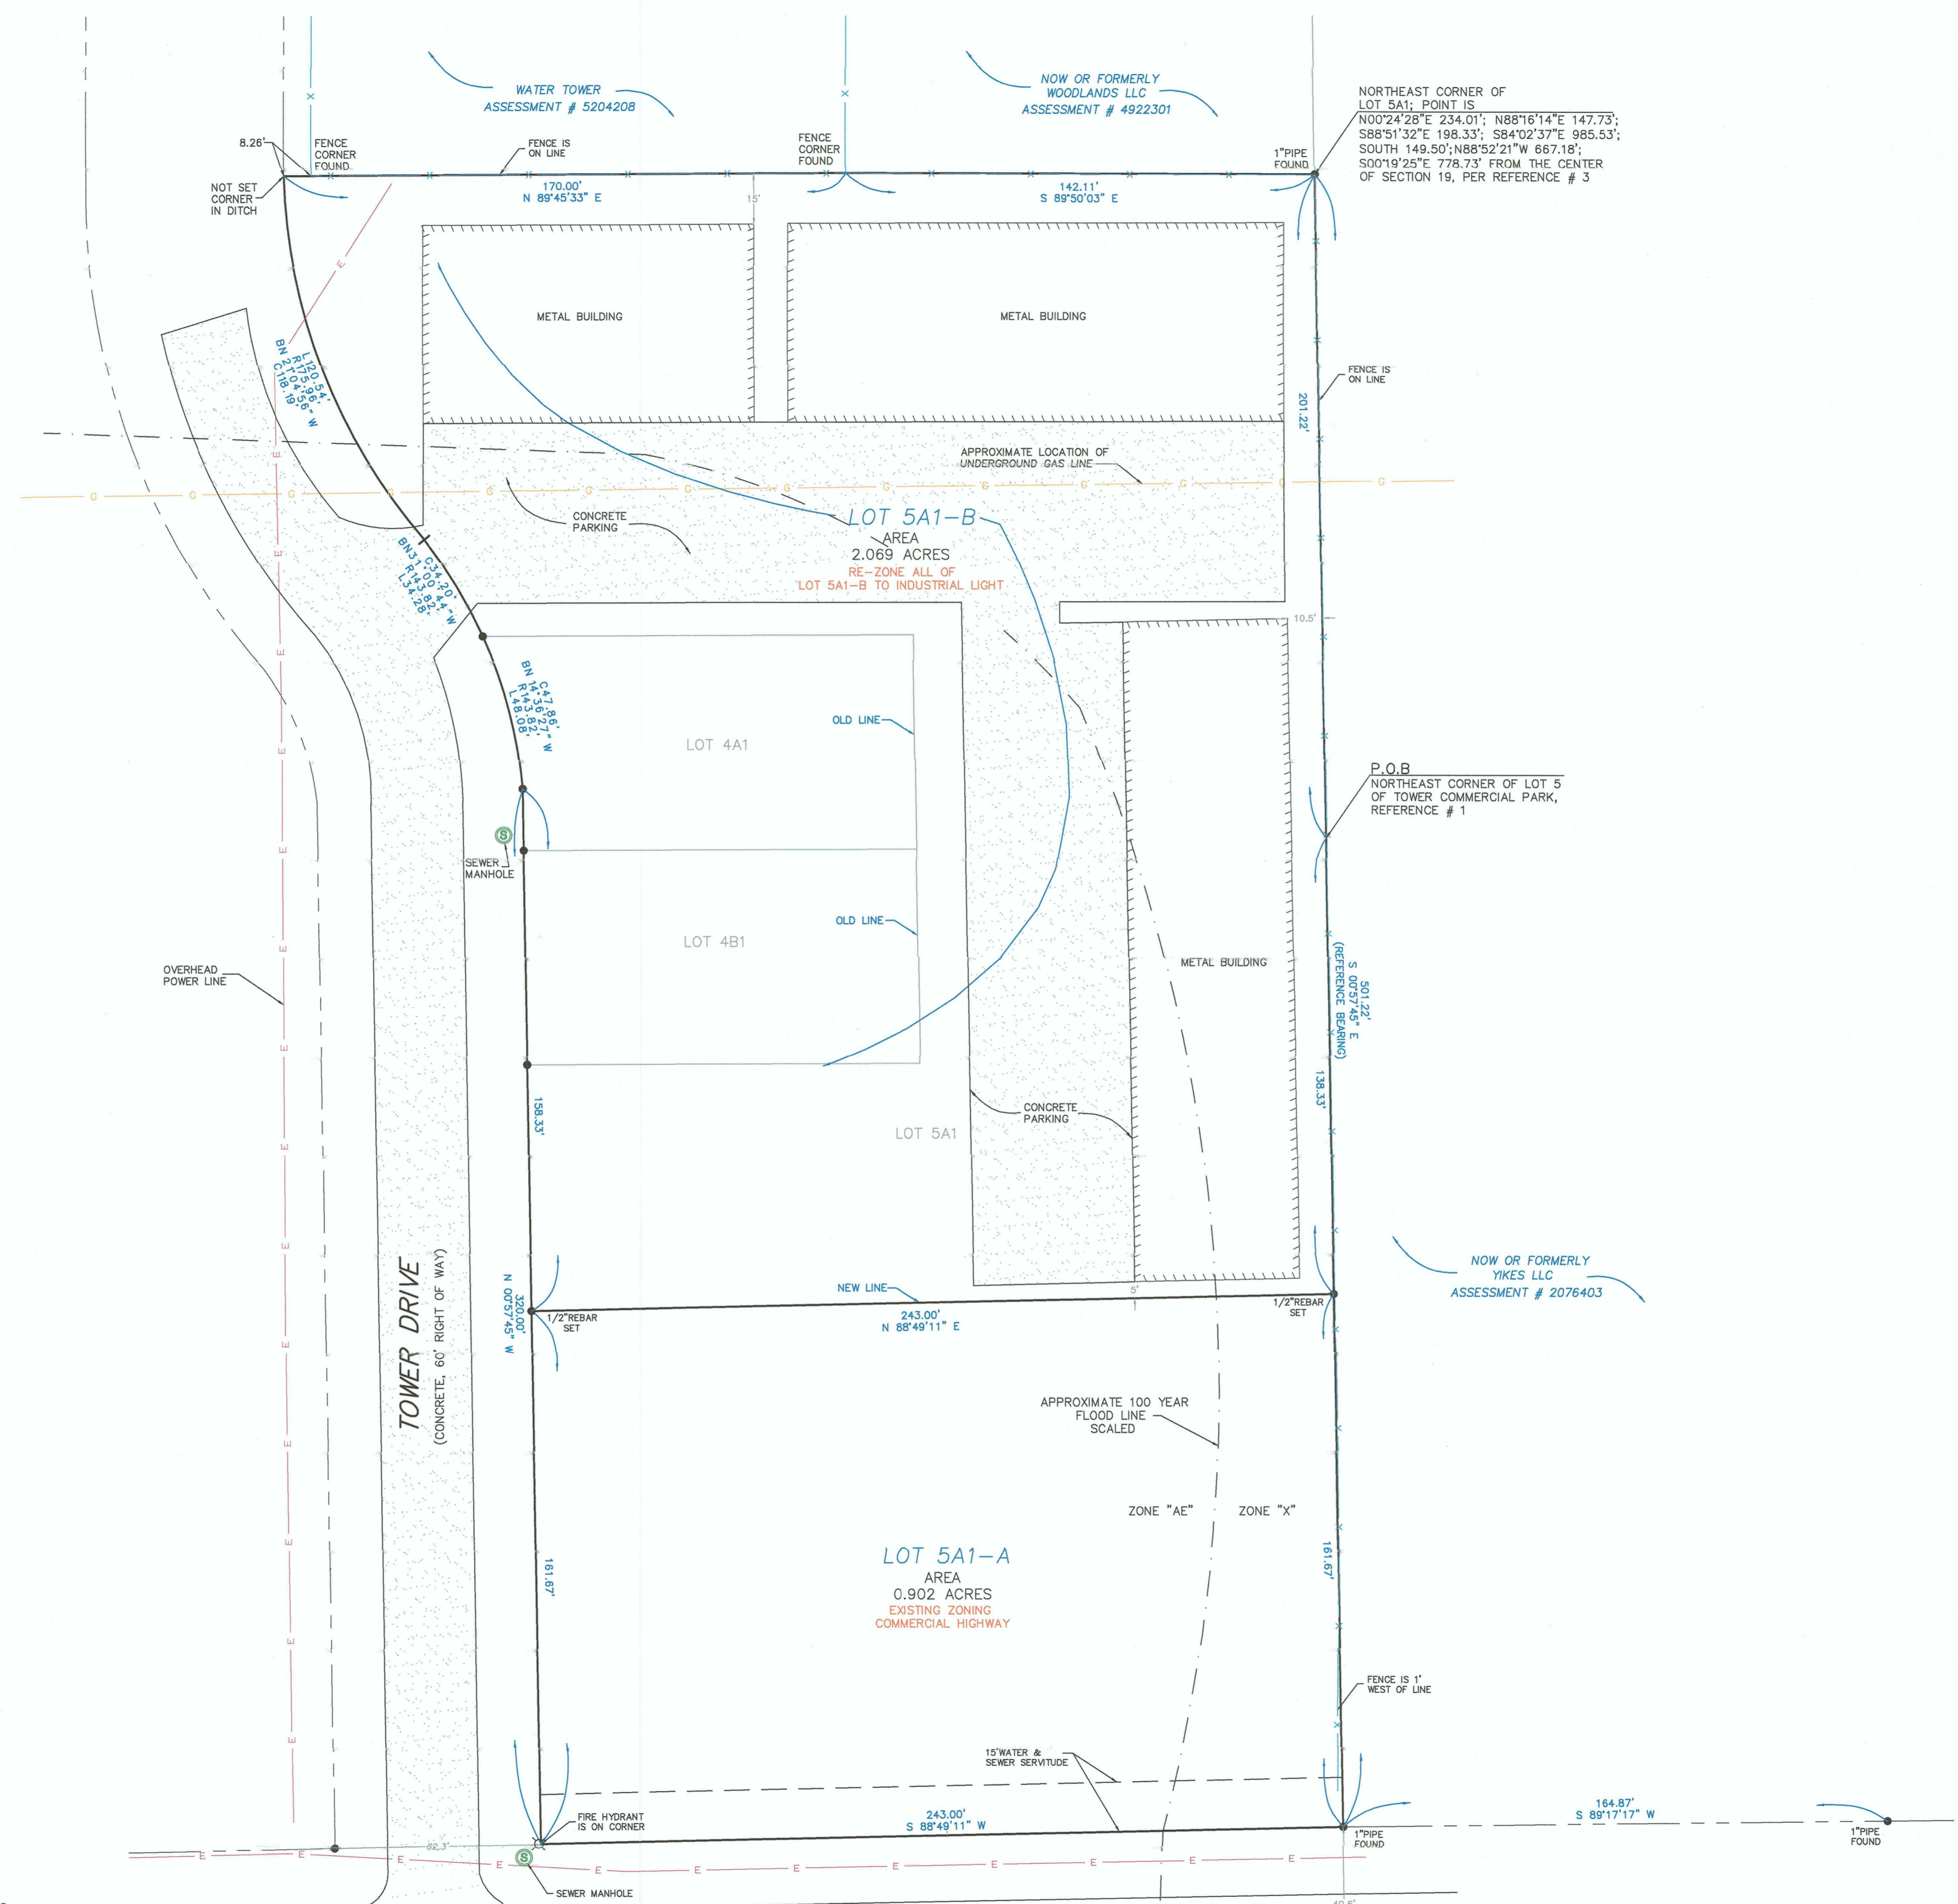 WATER TOWER
ASSESSMENT # 5204208
NOW OR FORMERLY
WOODLANDS LLC
ASSESSMENT # 4922301
NORTHEAST CORNER OF
LOT 5A1; POINT IS
N00°24'28"E 234.01'; N88°16'14"E 147.73';
S88°51'32"E 198.33'; S84°02'37"E 985.53';
SOUTH 149.50';N88°52'21"W 667.18';
S00°19'25"E 778.73' FROM THE CENTER
OF SECTION 19, PER REFERENCE # 3
8.26'
FENCE
CORNER
FOUND
FENCE IS
ON LINE
FENCE
CORNER
FOUND
1"PIPE
FOUND
NOT SET
CORNER
IN DITCH
170.00'
N 89°45'33" E
15'
142.11'
S 89°50'03" E
METAL BUILDING
METAL BUILDING
L120.54'
R175.96'
BN 21°04'56" W
C118.19'
FENCE IS
ON LINE
201.22'
APPROXIMATE LOCATION OF
UNDERGROUND GAS LINE
CONCRETE
PARKING
LOT 5A1-B
AREA
2.069 ACRES
RE-ZONE ALL OF
LOT 5A1-B TO INDUSTRIAL LIGHT
C34.20'
BN31°00'44"W
R143.82'
L34.28'
10.5'
C47.86'
BN 14°36'27" W
R143.82'
L48.08'
OLD LINE
LOT 4A1
P.O.B
NORTHEAST CORNER OF LOT 5
OF TOWER COMMERCIAL PARK,
REFERENCE # 1
S
SEWER
MANHOLE
OLD LINE
LOT 4B1
METAL BUILDING
OVERHEAD
POWER LINE
501.22'
S 00°57'45" E
(REFERENCE BEARING)
138.33'
158.33'
CONCRETE
PARKING
LOT 5A1
NOW OR FORMERLY
YIKES LLC
ASSESSMENT # 2076403
TOWER DRIVE
(CONCRETE, 60' RIGHT OF WAY)
320.00'
N 00°57'45" W
NEW LINE
5'
1/2"REBAR
SET
243.00'
N 88°49'11" E
1/2"REBAR
SET
APPROXIMATE 100 YEAR
FLOOD LINE
SCALED
ZONE "AE"
ZONE "X"
LOT 5A1-A
AREA
0.902 ACRES
EXISTING ZONING
COMMERCIAL HIGHWAY
161.67'
161.67'
FENCE IS 1'
WEST OF LINE
15'WATER &
SEWER SERVITUDE
FIRE HYDRANT
IS ON CORNER
243.00'
S 88°49'11" W
164.87'
S 89°17'17" W
1"PIPE
FOUND
1"PIPE
FOUND
62.3'
S
SEWER MANHOLE